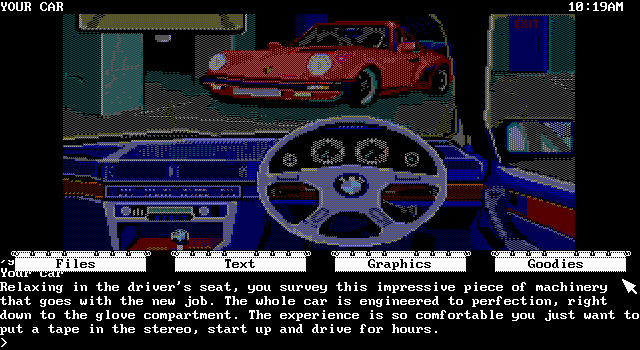 YOUR CAR
10:19AM
Files
Text
Graphics
Goodies
Your car
Relaxing in the driver's seat, you survey this impressive piece of machinery
that goes with the new job. The whole car is engineered to perfection, right
down to the glove compartment. The experience is so comfortable you just want to
put a tape in the stereo, start up and drive for hours.
>